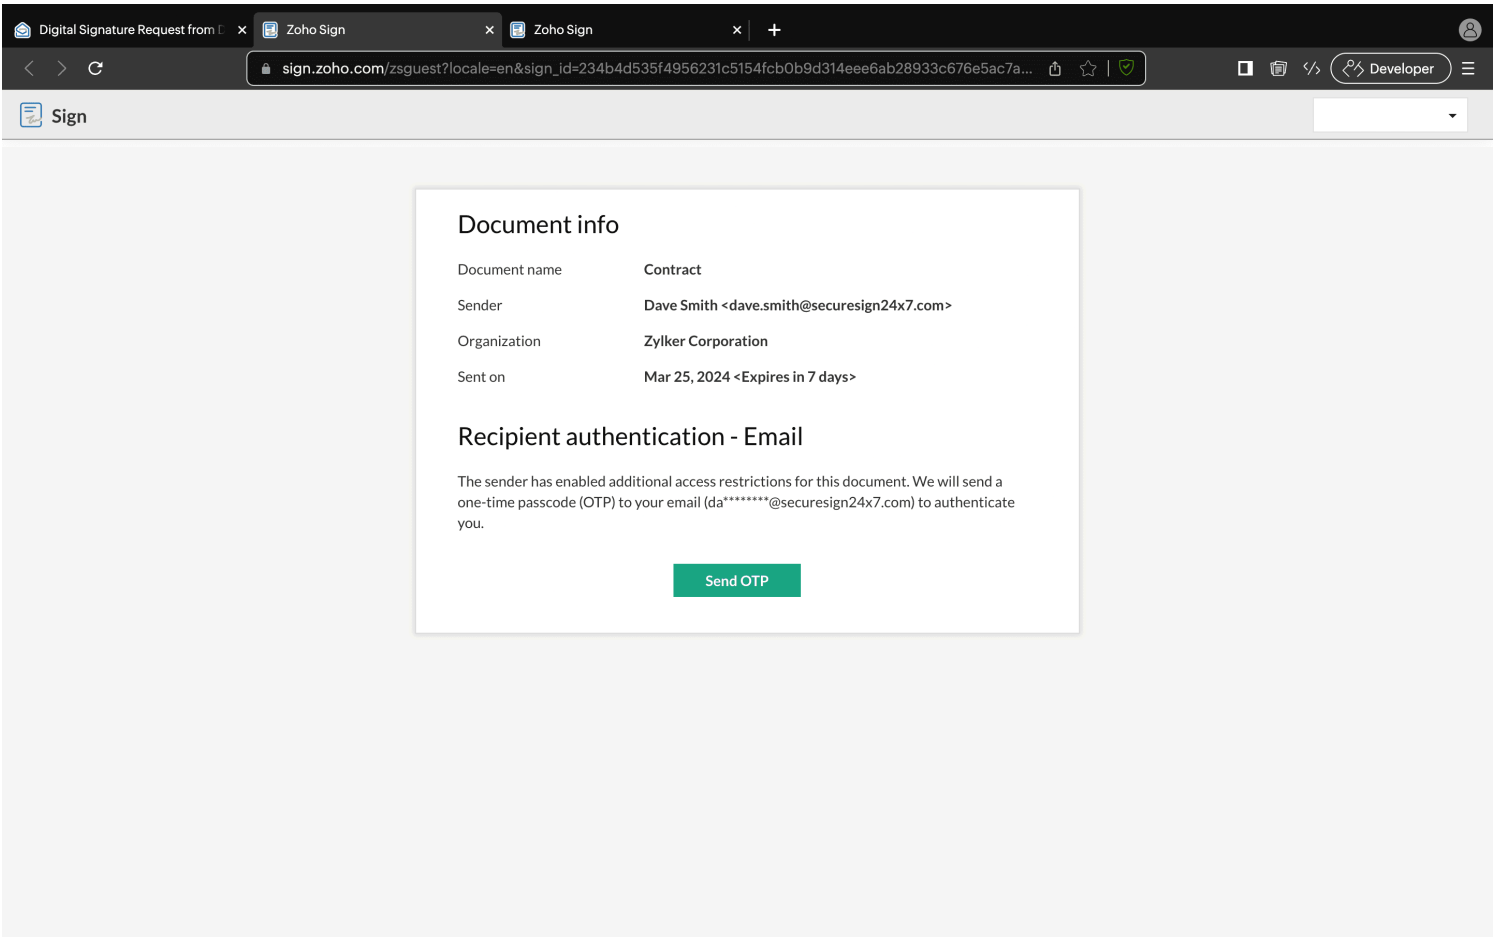 Digital Signature Request from
Zoho Sign
Zoho Sign
sign.zoho.com/zsguest?locale=en&sign_id=234b4d535f4956231c5154fcb0b9d314eee6ab28933c676e5ac7a...
Developer
Sign
Document info
Document name Contract
Sender Dave Smith <dave.smith@securesign24x7.com>
Organization Zylker Corporation
Sent on Mar 25, 2024 <Expires in 7 days>
Recipient authentication - Email
The sender has enabled additional access restrictions for this document. We will send a
one-time passcode (OTP) to your email (da********@securesign24x7.com) to authenticate
you.
Send OTP